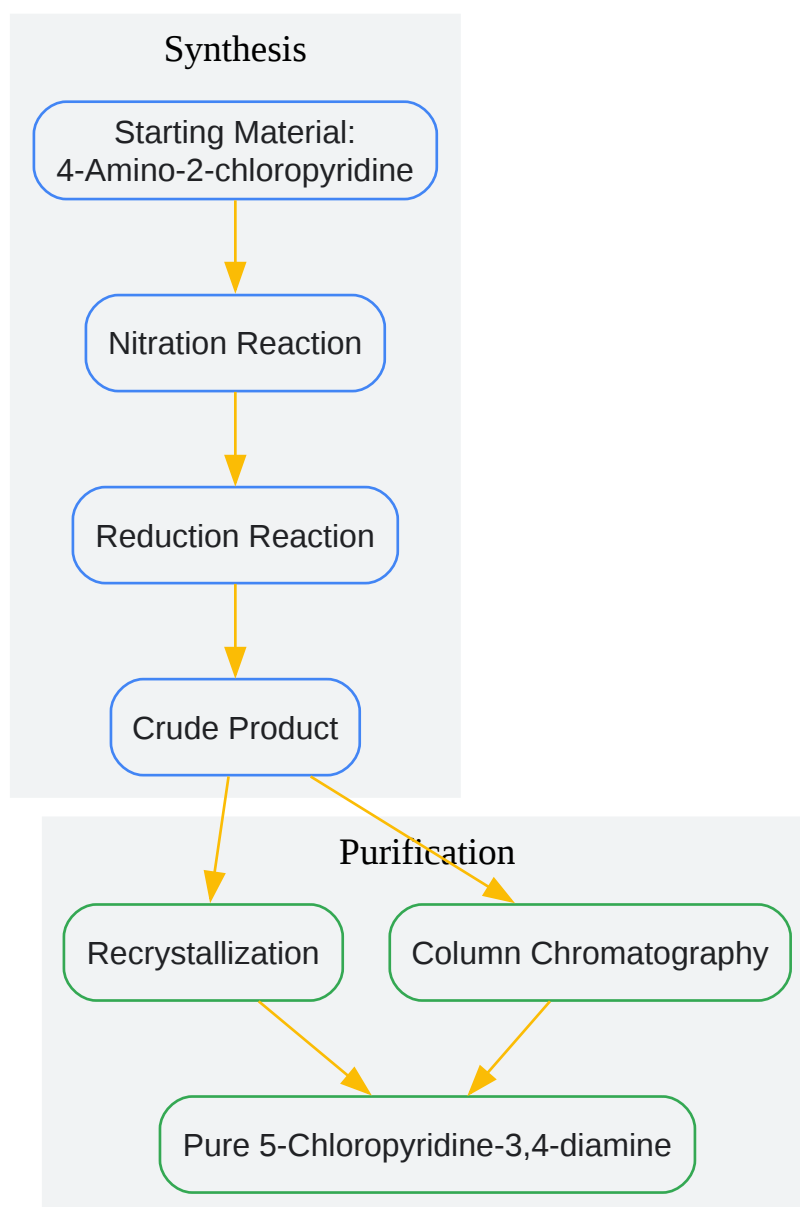 Synthesis
Starting Material:
4-Amino-2-chloropyridine
Nitration Reaction
Reduction Reaction
Crude Product
Purification
Recrystallization
Column Chromatography
Pure 5-Chloropyridine-3,4-diamine